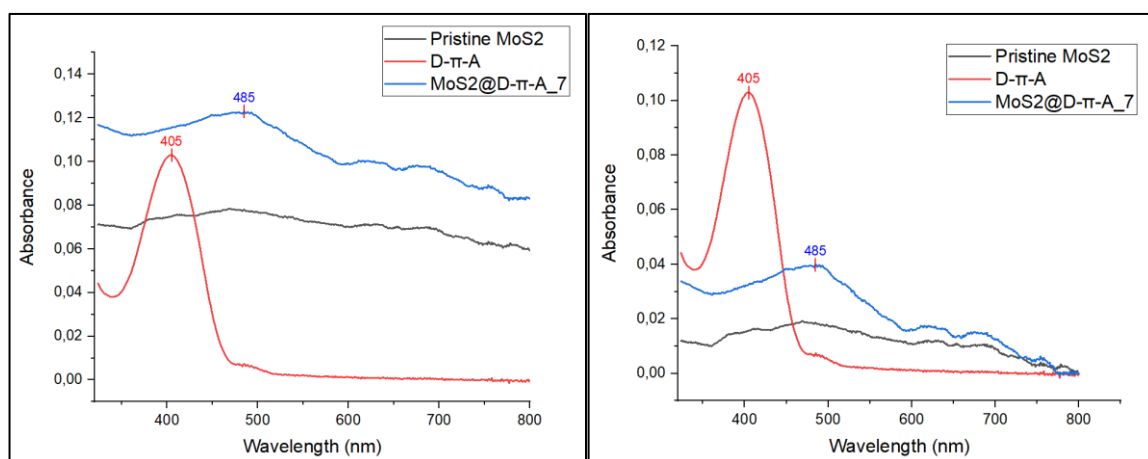 Pristine MoS2
D-π-A
MoS2@D-π-A_7
0,14
0,12
0,10
0,08
0,06
0,04
0,02
0,00
485
405
Absorbance
400
500
600
700
800
Wavelength (nm)
Pristine MoS2
D-π-A
MoS2@D-π-A_7
0,12
0,10
0,08
0,06
0,04
0,02
0,00
405
485
Absorbance
400
500
600
700
800
Wavelength (nm)